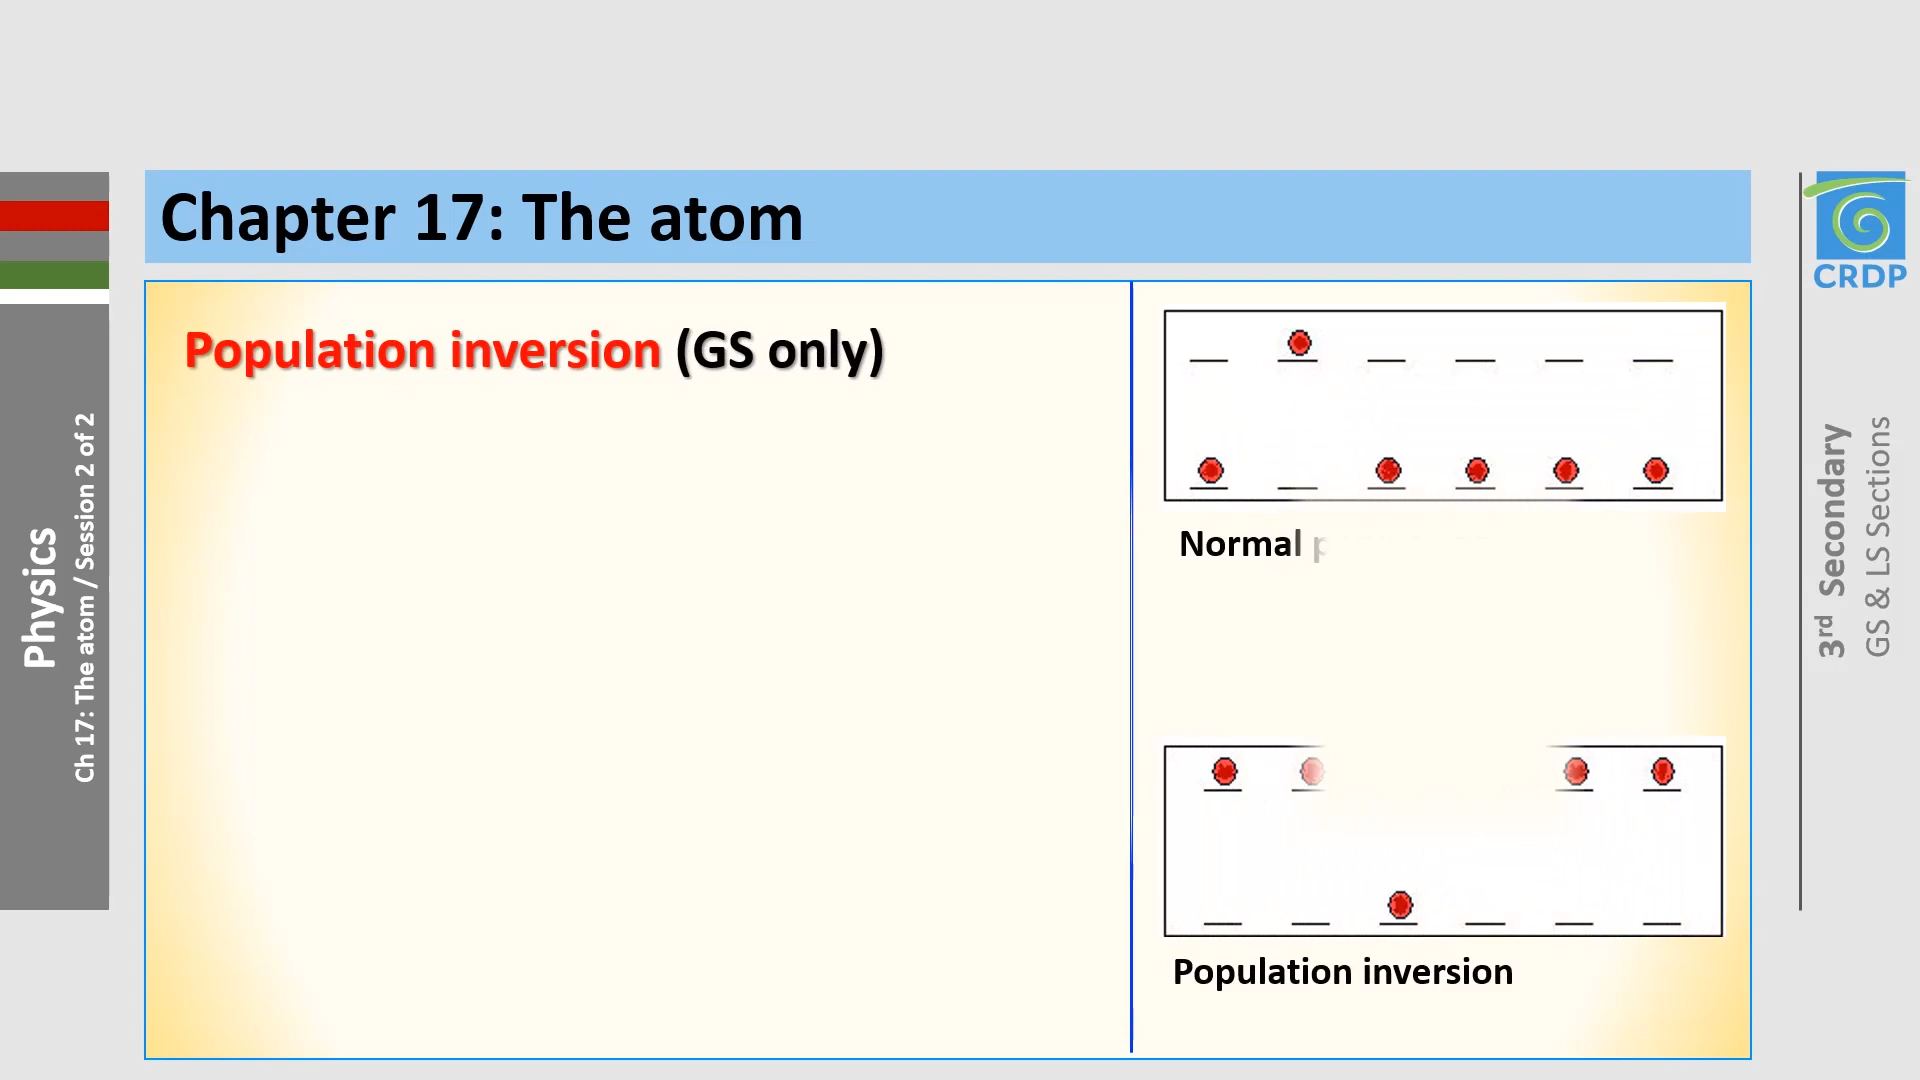 Chapter 17: The atom
Population inversion (GS only)
Normal p
Population inversion
Physics
Ch 17: The atom / Session 2 of 2
CRDP
3rd Secondary
GS & LS Sections